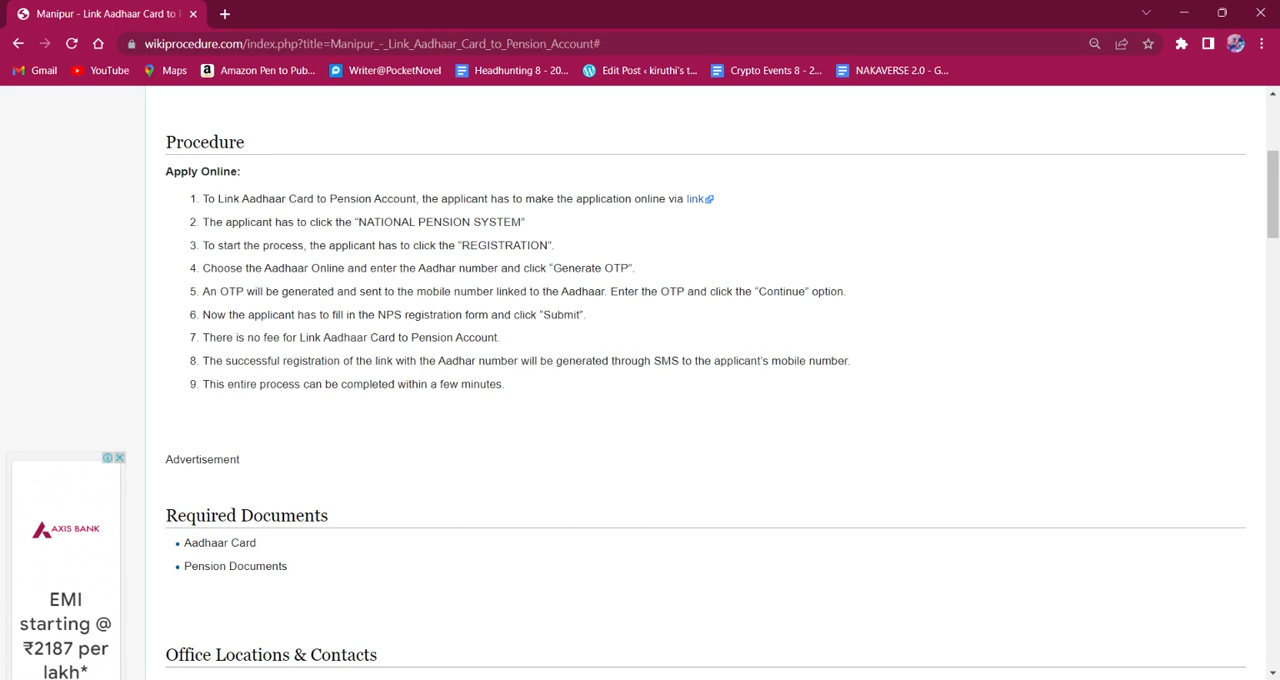 Manipur - Link Aadhaar Card to
wikiprocedure.com/index.php?title=Manipur_-_Link_Aadhaar_Card_to_Pension_Account#
Gmail YouTube Maps Amazon Pen to Pub... Writer@PocketNovel Headhunting 8 - 20... Edit Post ‹ kiruthi's t... Crypto Events 8 - 2... NAKAVERSE 2.0 - G...
Procedure
Apply Online:
1. To Link Aadhaar Card to Pension Account, the applicant has to make the application online via link
2. The applicant has to click the “NATIONAL PENSION SYSTEM”
3. To start the process, the applicant has to click the “REGISTRATION”.
4. Choose the Aadhaar Online and enter the Aadhar number and click “Generate OTP”.
5. An OTP will be generated and sent to the mobile number linked to the Aadhaar. Enter the OTP and click the “Continue” option.
6. Now the applicant has to fill in the NPS registration form and click “Submit”.
7. There is no fee for Link Aadhaar Card to Pension Account.
8. The successful registration of the link with the Aadhar number will be generated through SMS to the applicant’s mobile number.
9. This entire process can be completed within a few minutes.
Advertisement
Required Documents
Aadhaar Card
Pension Documents
Office Locations & Contacts
AXIS BANK
EMI
starting @
₹2187 per
lakh*